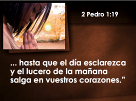 2 Pedro 1:19
... hasta que el día esclarezca
y el lucero de la mañana
salga en vuestros corazones."